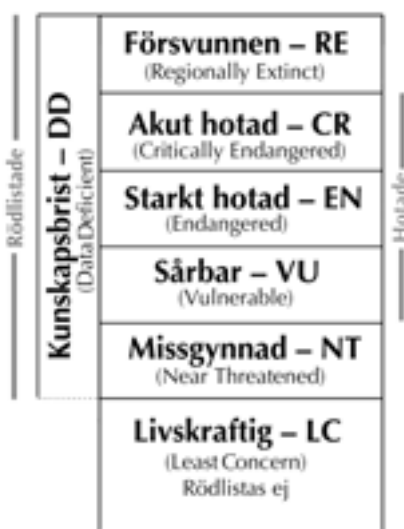 Rödlistade
Kunskapsbrist – DD
(Data Deficient)
Försvunnen – RE
(Regionally Extinct)
Akut hotad – CR
(Critically Endangered)
Starkt hotad – EN
(Endangered)
Sårbar – VU
(Vulnerable)
Missgynnad – NT
(Near Threatened)
Livskraftig – LC
(Least Concern)
Rödlistas ej
Hotade